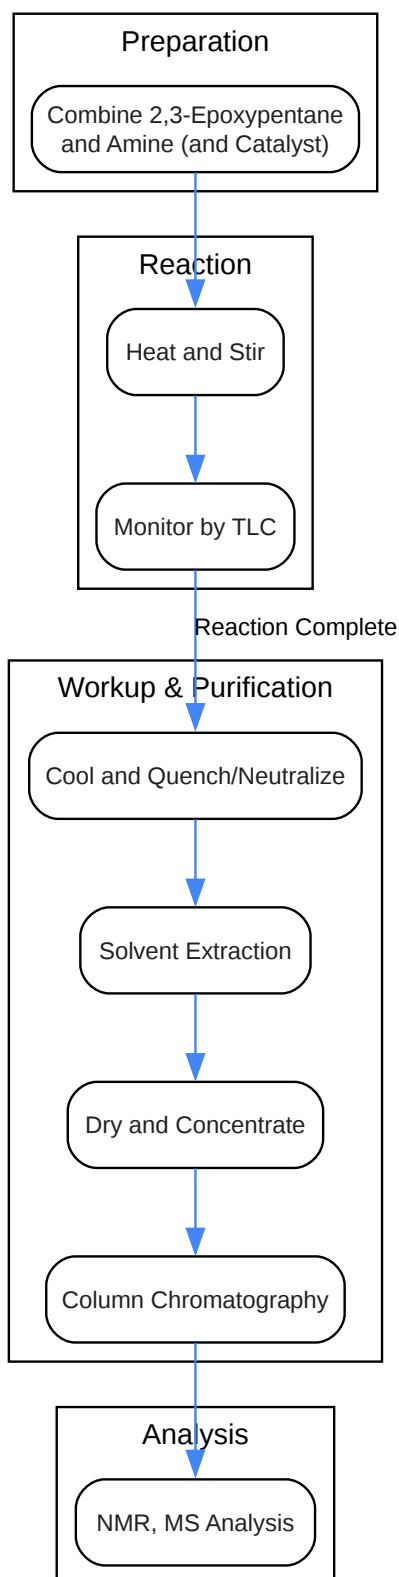 Preparation
Combine 2,3-Epoxypentane
and Amine (and Catalyst)
Reaction
Heat and Stir
Monitor by TLC
Reaction Complete
Workup & Purification
Cool and Quench/Neutralize
Solvent Extraction
Dry and Concentrate
Column Chromatography
Analysis
NMR, MS Analysis